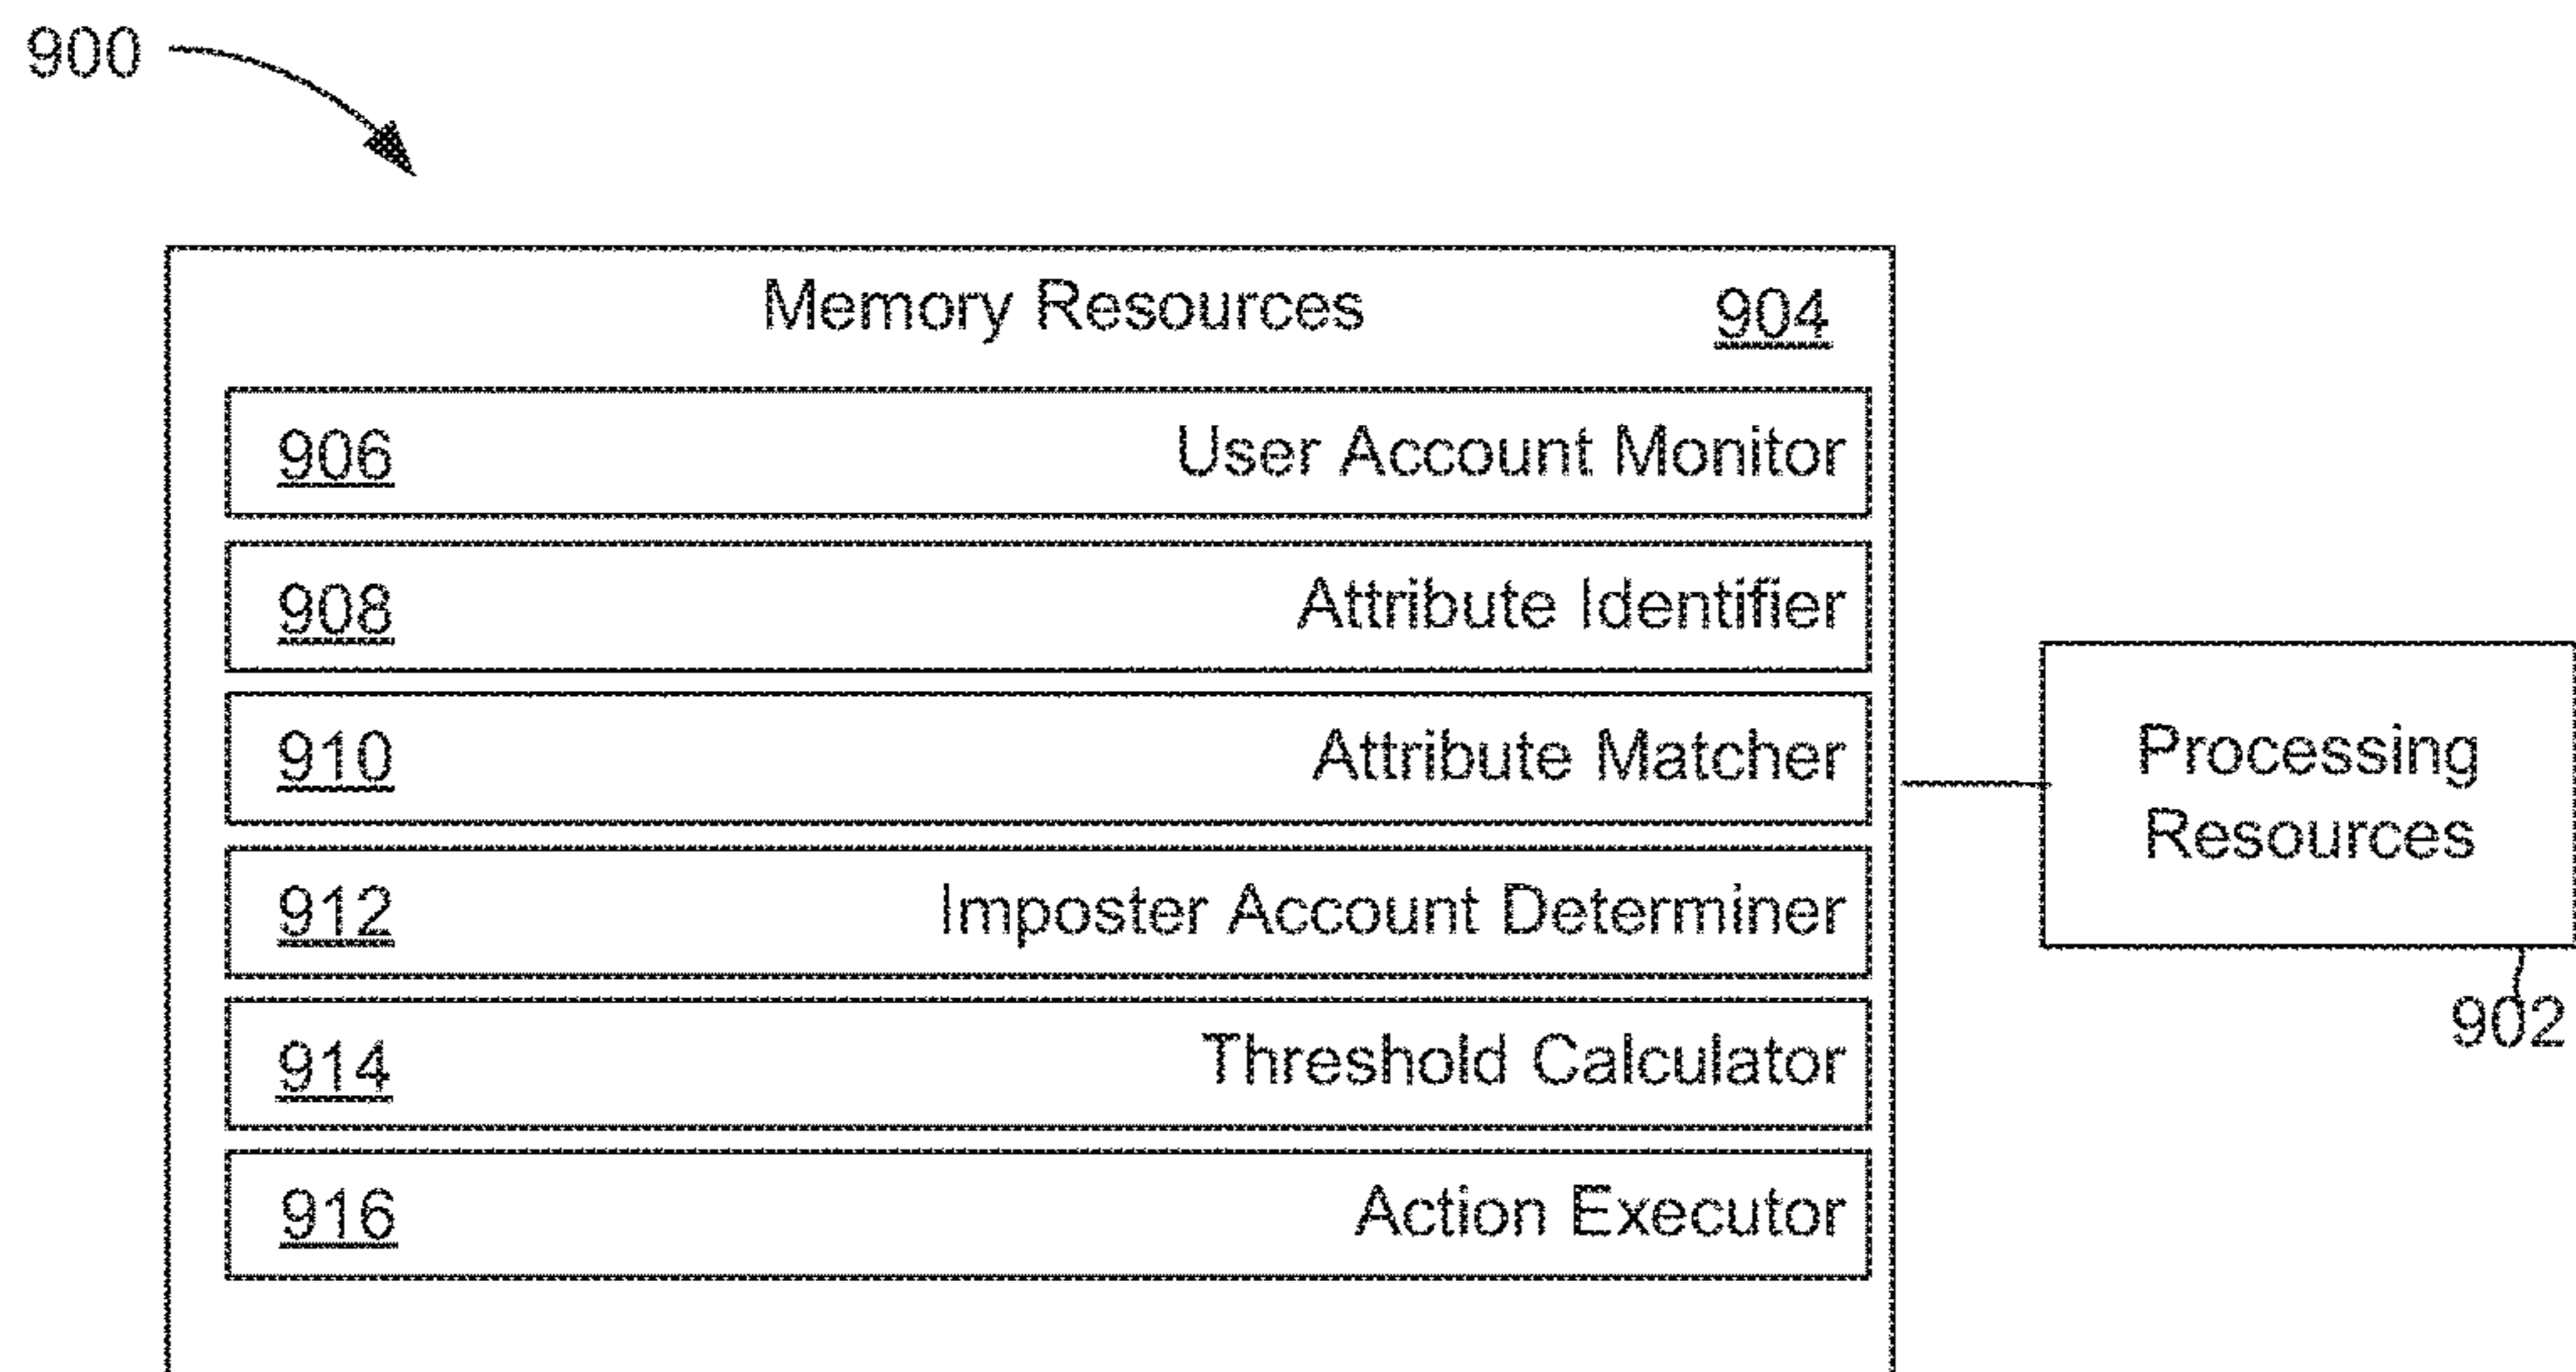 900
Memory Resources 904
906 User Account Monitor
908 Attribute Identifier
910 Attribute Matcher
912 Imposter Account Determiner
914 Threshold Calculator
916 Action Executor
Processing
Resources
902